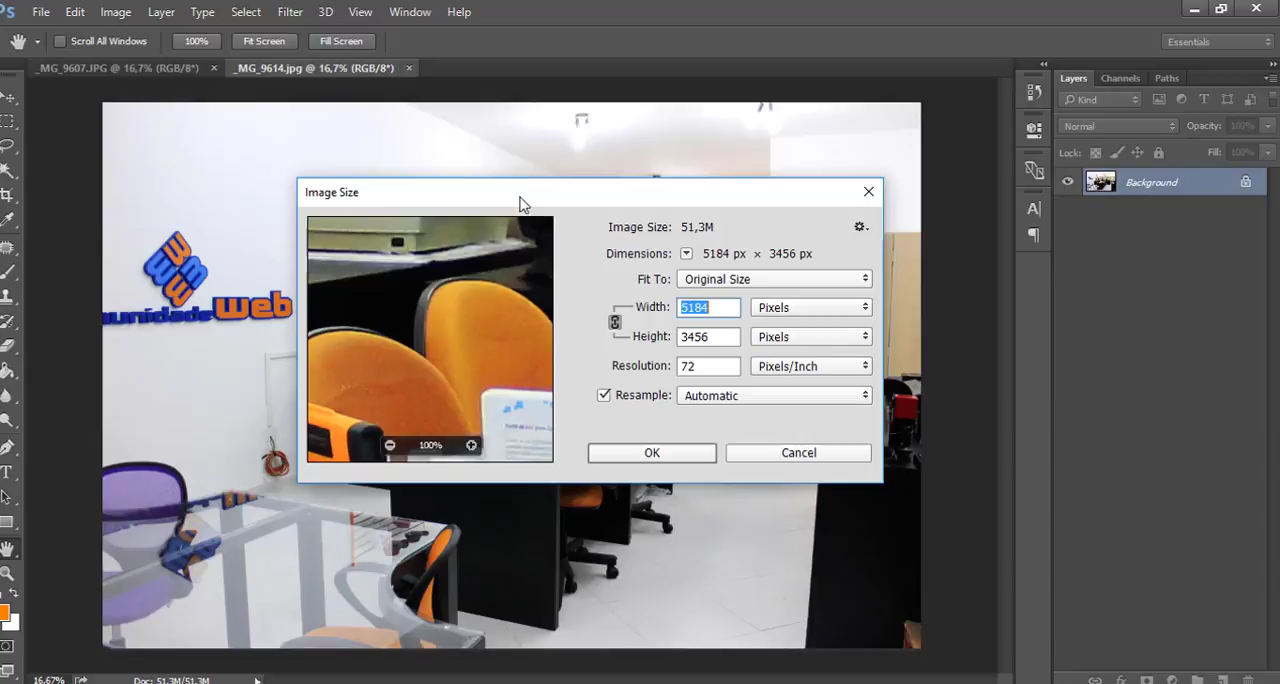 Ps File Edit Image Layer Type Select Filter 3D View Window Help
Scroll All Windows 100% Fit Screen Fill Screen Essentials
_MG_9607.JPG @ 16,7% (RGB/8*) × _MG_9614.jpg @ 16,7% (RGB/8*) ×
Layers Channels Paths
Kind
Normal Opacity: 100%
Lock: Fill: 100%
Background
Image Size
Image Size: 51,3M
Dimensions: 5184 px × 3456 px
Fit To: Original Size
Width: 5184 Pixels
Height: 3456 Pixels
Resolution: 72 Pixels/Inch
Resample: Automatic
100%
OK Cancel
unidade web
16,67% Doc: 51,3M/51,3M